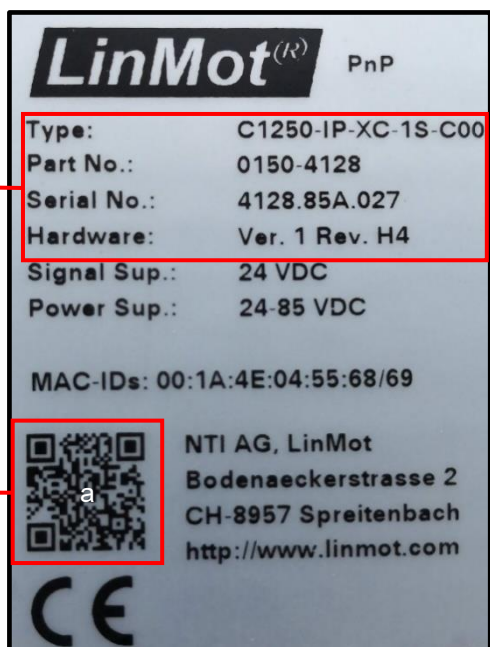 LinMot(R) PnP
Type: C1250-IP-XC-1S-C00
Part No.: 0150-4128
Serial No.: 4128.85A.027
Hardware: Ver. 1 Rev. H4
Signal Sup.: 24 VDC
Power Sup.: 24-85 VDC
MAC-IDs: 00:1A:4E:04:55:68/69
a
NTI AG, LinMot
Bodenaeckerstrasse 2
CH-8957 Spreitenbach
http://www.linmot.com
CE